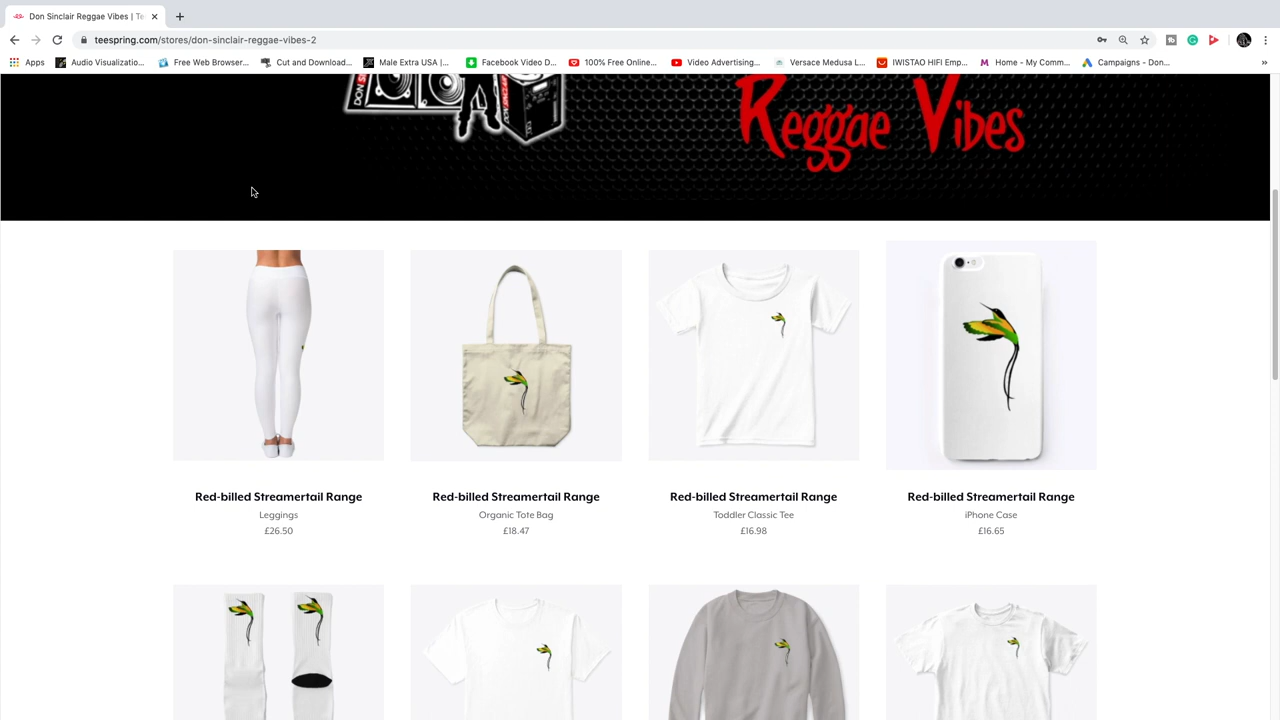 Don Sinclair Reggae Vibes | Te
teespring.com/stores/don-sinclair-reggae-vibes-2
Apps Audio Visualizatio... Free Web Browser... Cut and Download... Male Extra USA |... Facebook Video D... 100% Free Online... Video Advertising... Versace Medusa L... IWISTAO HIFI Emp... Home - My Comm... Campaigns - Don... »
Reggae Vibes
Red-billed Streamertail Range
Leggings
£26.50
Red-billed Streamertail Range
Organic Tote Bag
£18.47
Red-billed Streamertail Range
Toddler Classic Tee
£16.98
Red-billed Streamertail Range
iPhone Case
£16.65